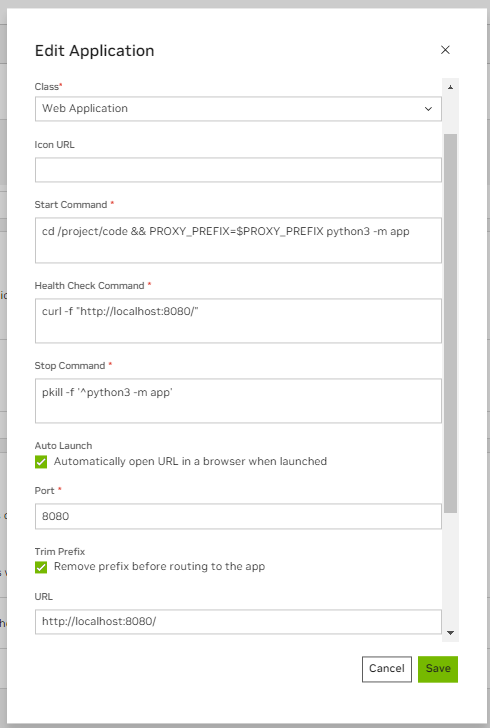 Edit Application
Class*
Web Application
Icon URL
Start Command *
cd /project/code && PROXY_PREFIX=$PROXY_PREFIX python3 -m app
Health Check Command *
curl -f "http://localhost:8080/"
Stop Command *
pkill -f '^python3 -m app'
Auto Launch
Automatically open URL in a browser when launched
Port *
8080
Trim Prefix
Remove prefix before routing to the app
URL
http://localhost:8080/
Cancel
Save